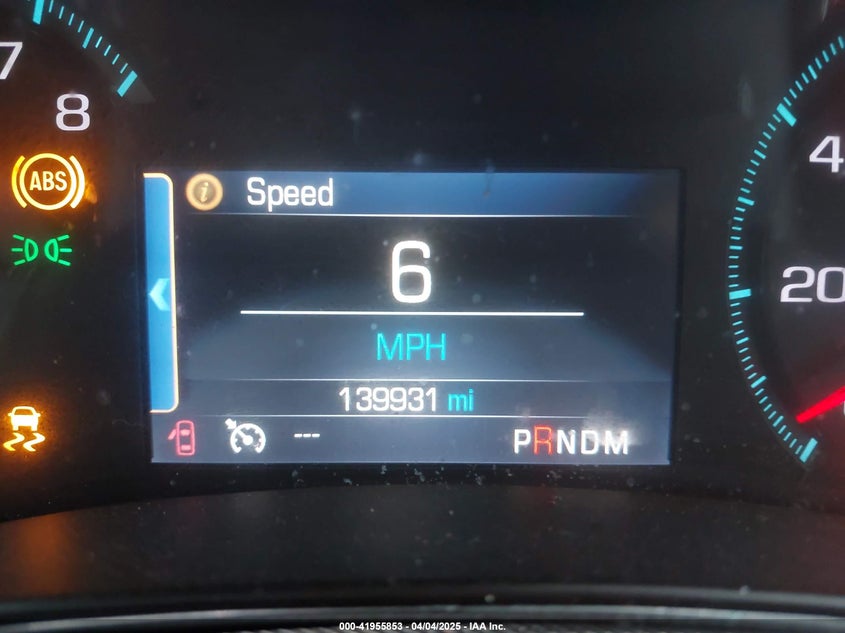 7
8
ABS
i Speed
6
MPH
139931 mi
--- PRNDM
4
20
000-41955853 - 04/04/2025 - IAA Inc.